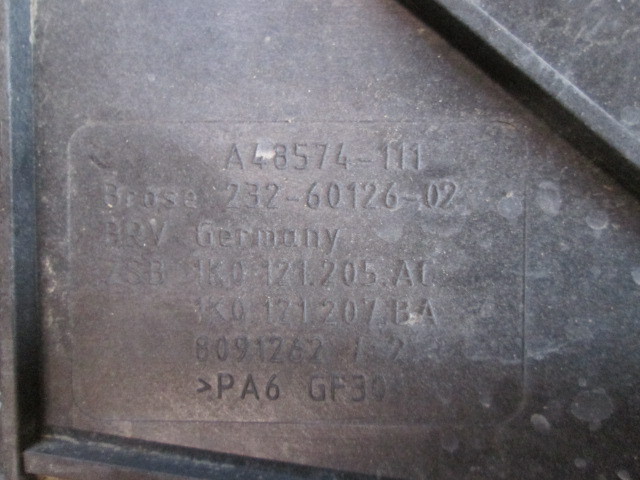 A48574-111
Brose 232-60126-02
BRV Germany
ZSB 1K0.121.205.AC
1K0.121.207.BA
8091262
>PA6 GF30